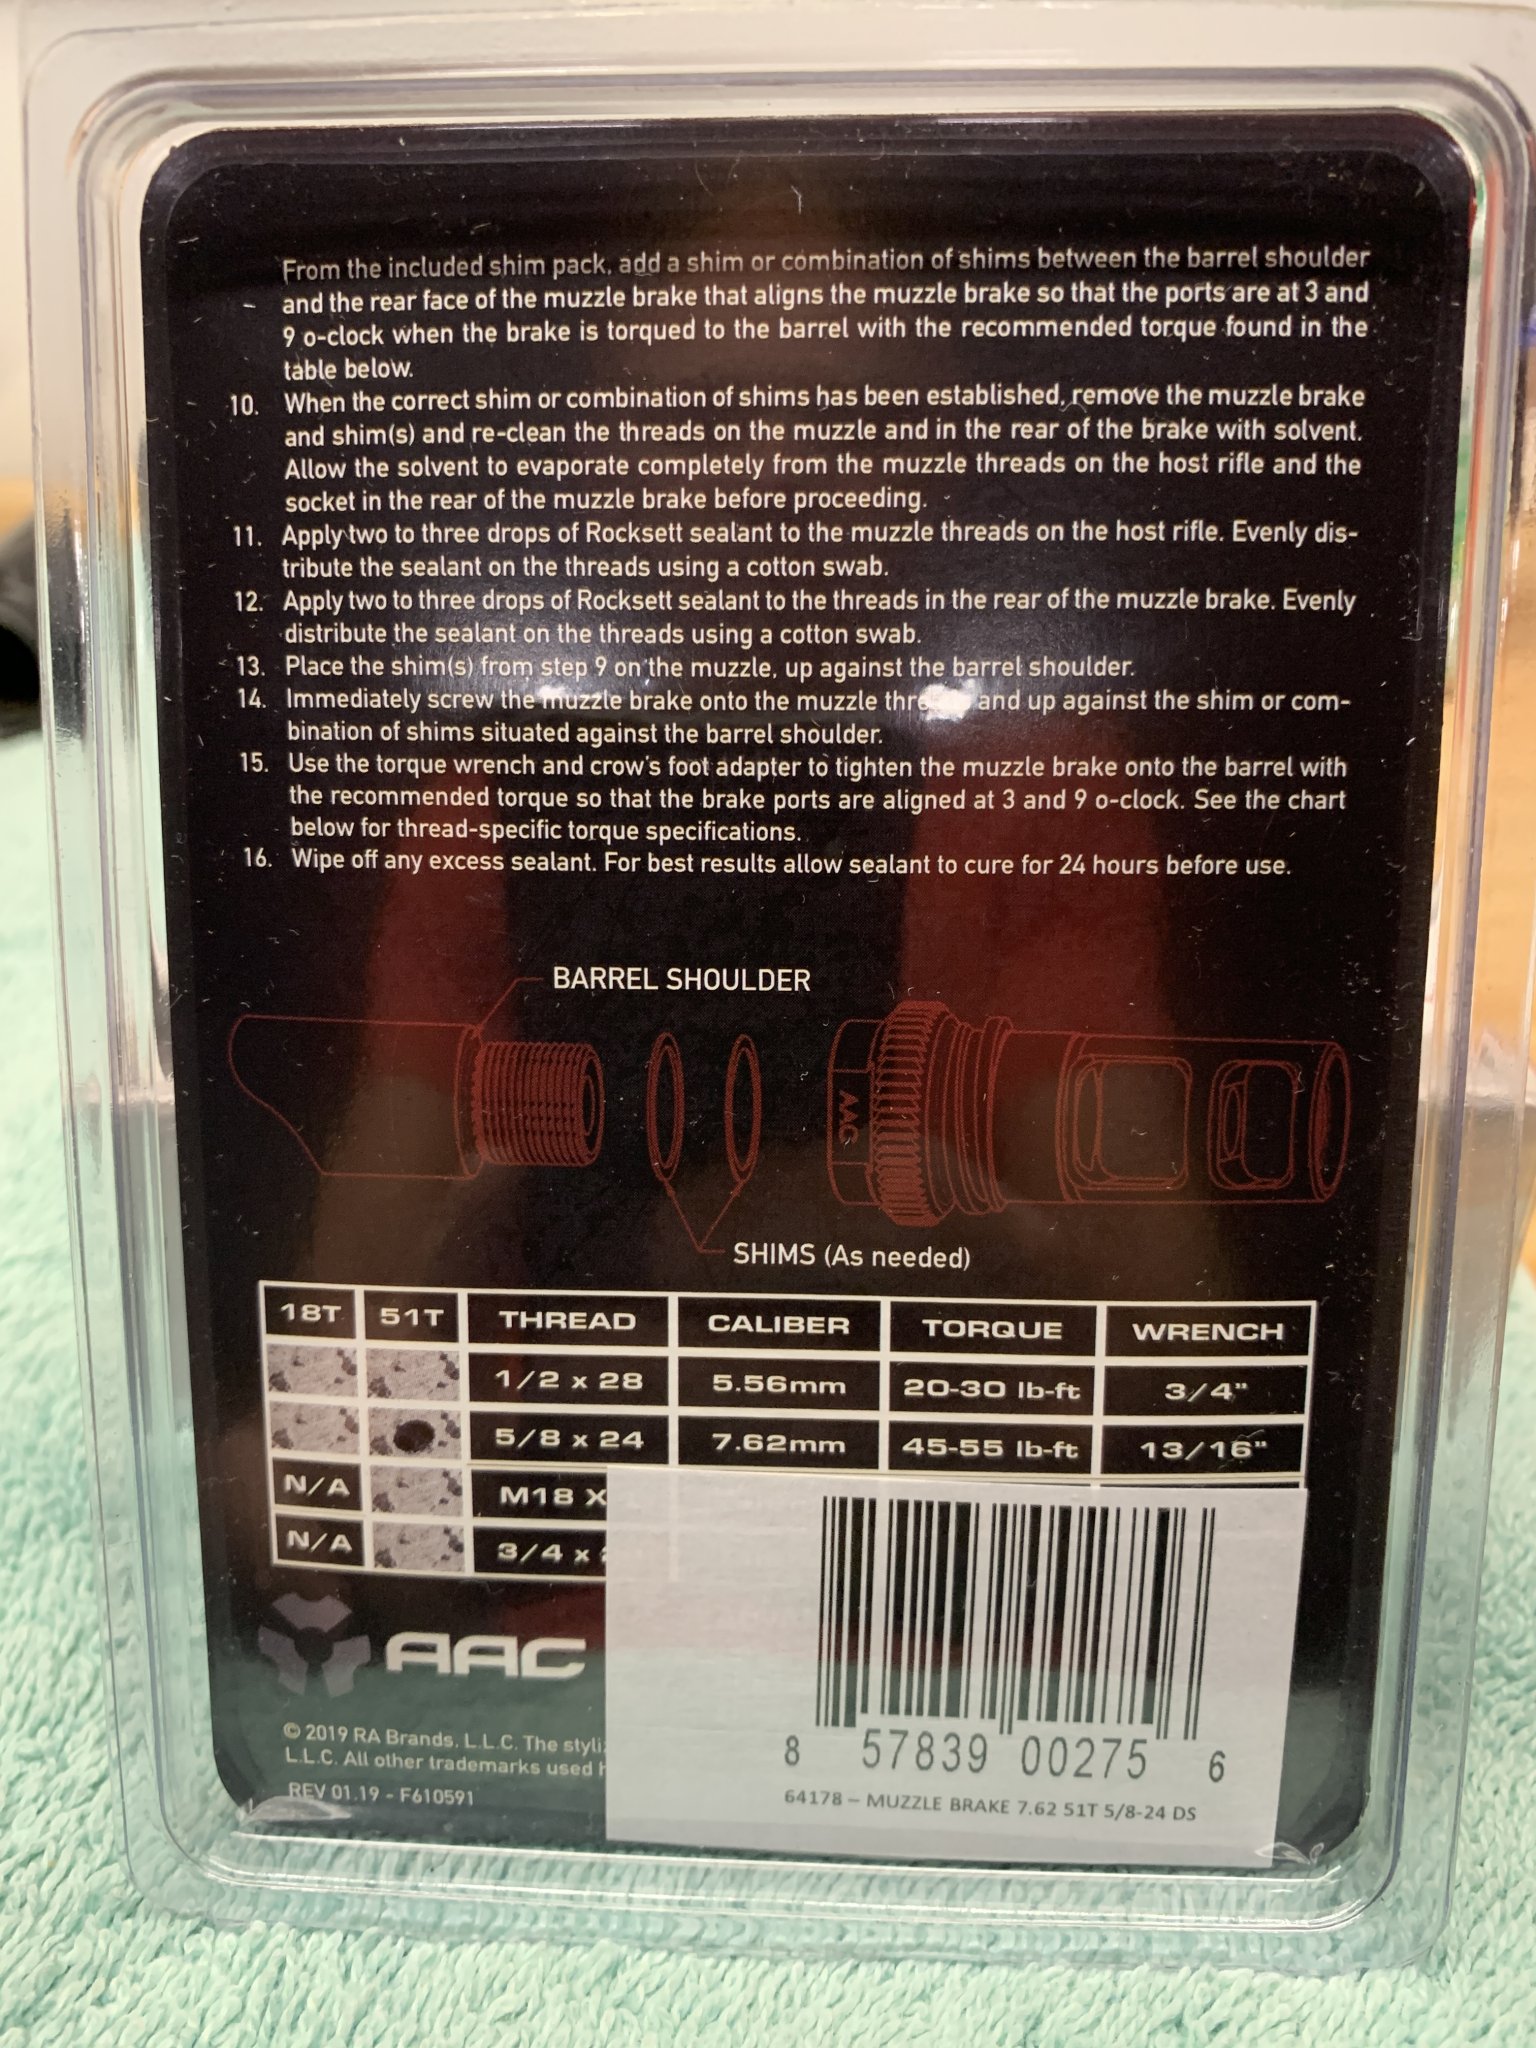 From the included shim pack, add a shim or combination of shims between the barrel shoulder
and the rear face of the muzzle brake that aligns the muzzle brake so that the ports are at 3 and
9 o-clock when the brake is torqued to the barrel with the recommended torque found in the
table below.
10. When the correct shim or combination of shims has been established, remove the muzzle brake
and shim(s) and re-clean the threads on the muzzle and in the rear of the brake with solvent.
Allow the solvent to evaporate completely from the muzzle threads on the host rifle and the
socket in the rear of the muzzle brake before proceeding.
11. Apply two to three drops of Rocksett sealant to the muzzle threads on the host rifle. Evenly dis-
tribute the sealant on the threads using a cotton swab.
12. Apply two to three drops of Rocksett sealant to the threads in the rear of the muzzle brake. Evenly
distribute the sealant on the threads using a cotton swab.
13. Place the shim(s) from step 9 on the muzzle, up against the barrel shoulder.
14. Immediately screw the muzzle brake onto the muzzle and up against the shim or com-
bination of shims situated against the barrel shoulder.
15. Use the torque wrench and crow's foot adapter to tighten the muzzle brake onto the barrel with
the recommended torque so that the brake ports are aligned at 3 and 9 o-clock. See the chart
below for thread-specific torque specifications.
16. Wipe off any excess sealant. For best results allow sealant to cure for 24 hours before use.
BARREL SHOULDER
AAC
SHIMS (As needed)
18T 51T THREAD CALIBER TORQUE WRENCH
1/2 x 28 5.56mm 20-30 lb-ft 3/4"
5/8 x 24 7.62mm 45-55 lb-ft 13/16"
N/A M18 X
N/A 3/4 x
AAC
© 2019 RA Brands, L.L.C. The
L.L.C. All other trademarks used
REV 01.19 - F610591
8 57839 00275 6
64178 – MUZZLE BRAKE 7.62 51T 5/8-24 DS